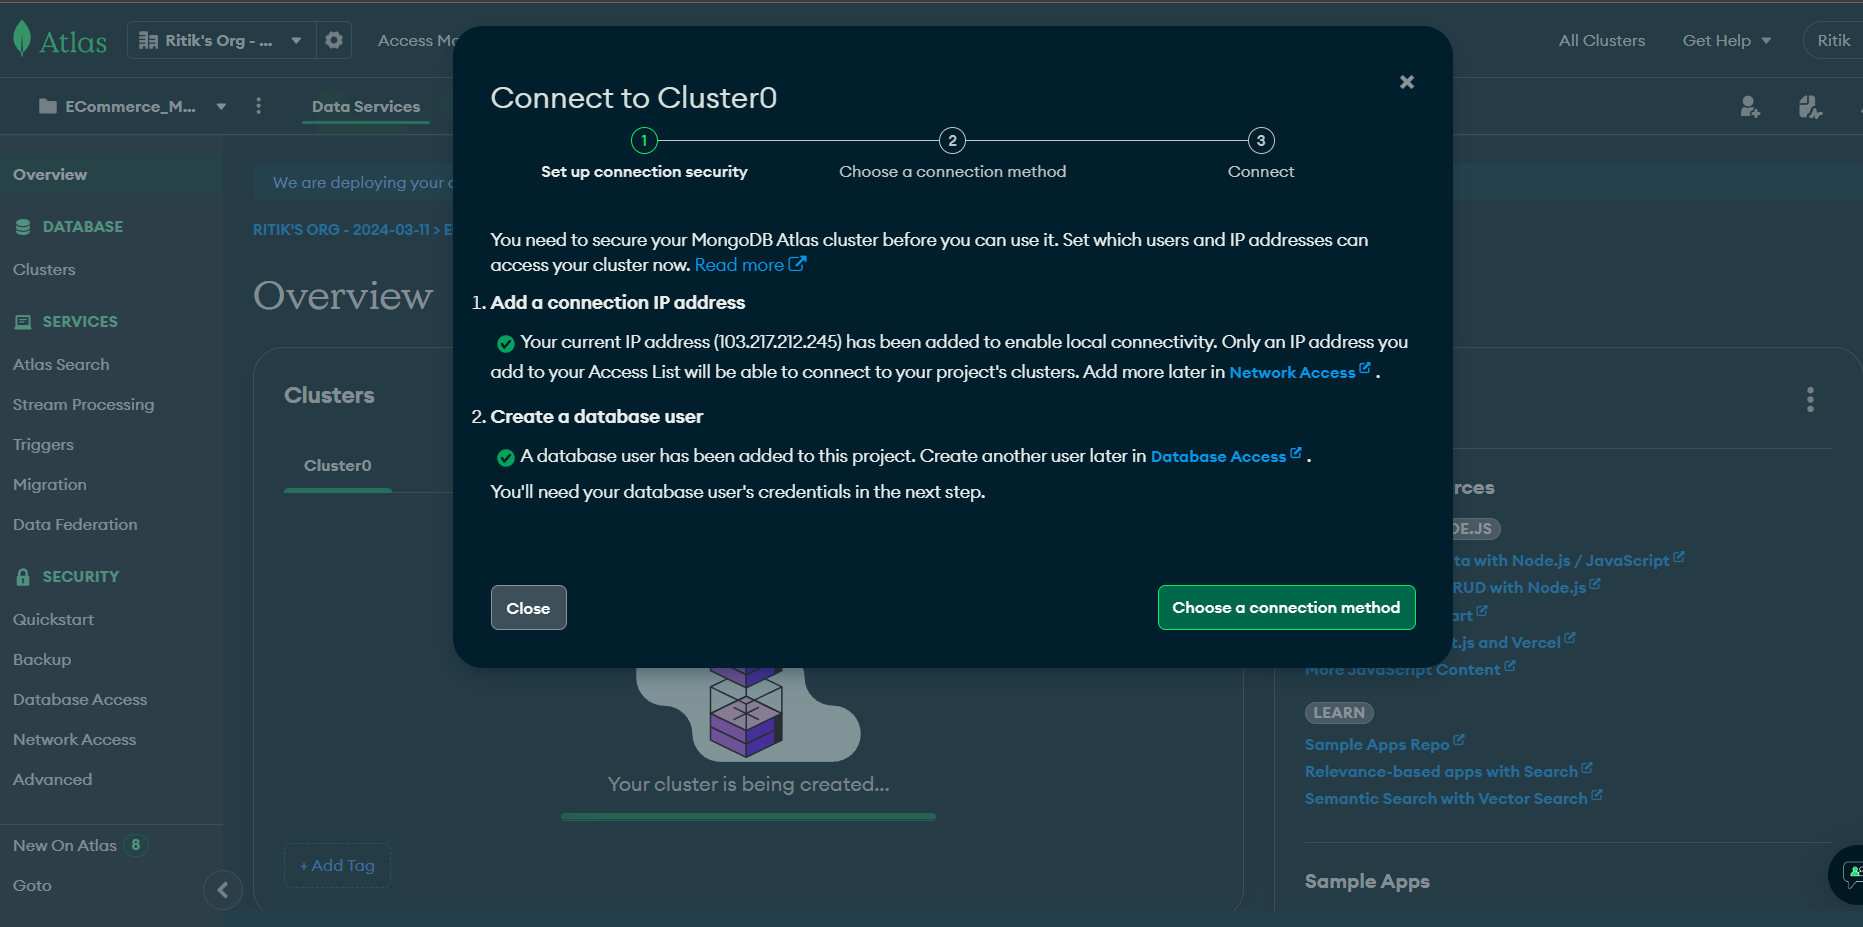 Atlas
Ritik's Org - ...
Access Mo
All Clusters
Get Help
Ritik
ECommerce_M...
Data Services
Overview
DATABASE
Clusters
SERVICES
Atlas Search
Stream Processing
Triggers
Migration
Data Federation
SECURITY
Quickstart
Backup
Database Access
Network Access
Advanced
New On Atlas 8
Goto
We are deploying your
RITIK'S ORG - 2024-03-11 > E
Overview
Clusters
Cluster0
Connect to Cluster0
1
2
3
Set up connection security
Choose a connection method
Connect
You need to secure your MongoDB Atlas cluster before you can use it. Set which users and IP addresses can
access your cluster now. Read more
1. Add a connection IP address
Your current IP address (103.217.212.245) has been added to enable local connectivity. Only an IP address you
add to your Access List will be able to connect to your project's clusters. Add more later in Network Access .
2. Create a database user
A database user has been added to this project. Create another user later in Database Access .
You'll need your database user's credentials in the next step.
Close
Choose a connection method
Your cluster is being created...
+ Add Tag
rces
DE.JS
ta with Node.js / JavaScript
RUD with Node.js
art
t.js and Vercel
More JavaScript Content
LEARN
Sample Apps Repo
Relevance-based apps with Search
Semantic Search with Vector Search
Sample Apps